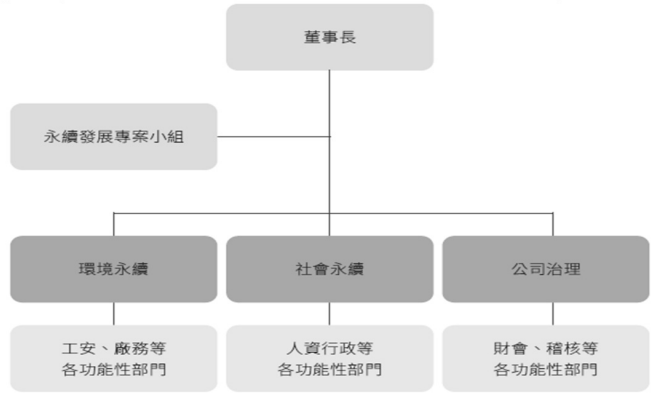 董事長
永續發展專案小組
環境永續
社會永續
公司治理
工安、廠務等
各功能性部門
人資行政等
各功能性部門
財會、稽核等
各功能性部門